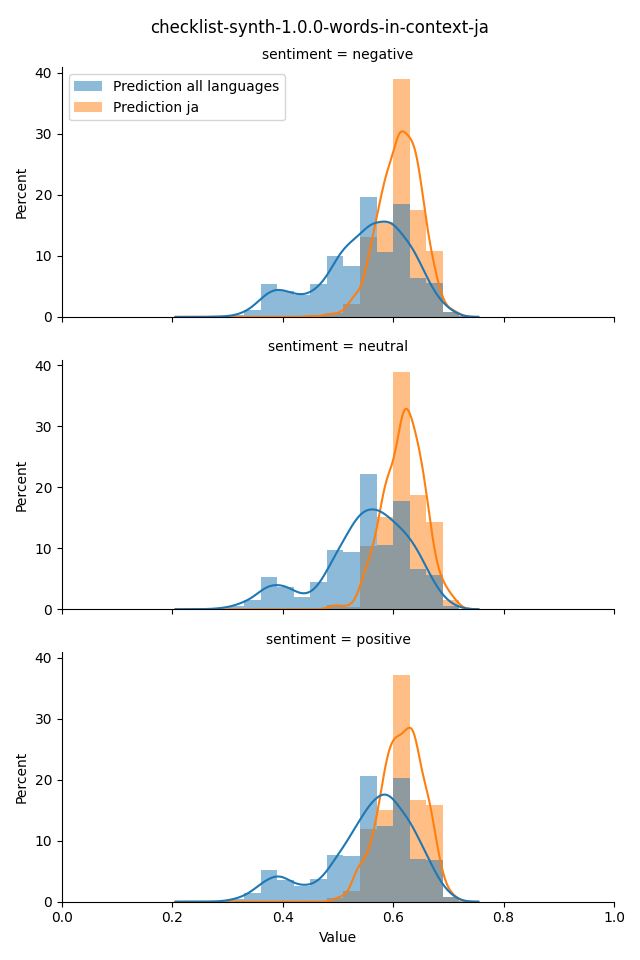 checklist-synth-1.0.0-words-in-context-ja
sentiment = negative
40
30
20
10
0
Percent
Prediction all languages
Prediction ja
sentiment = neutral
40
30
20
10
0
Percent
sentiment = positive
40
30
20
10
0
Percent
0.0 0.2 0.4 0.6 0.8 1.0
Value